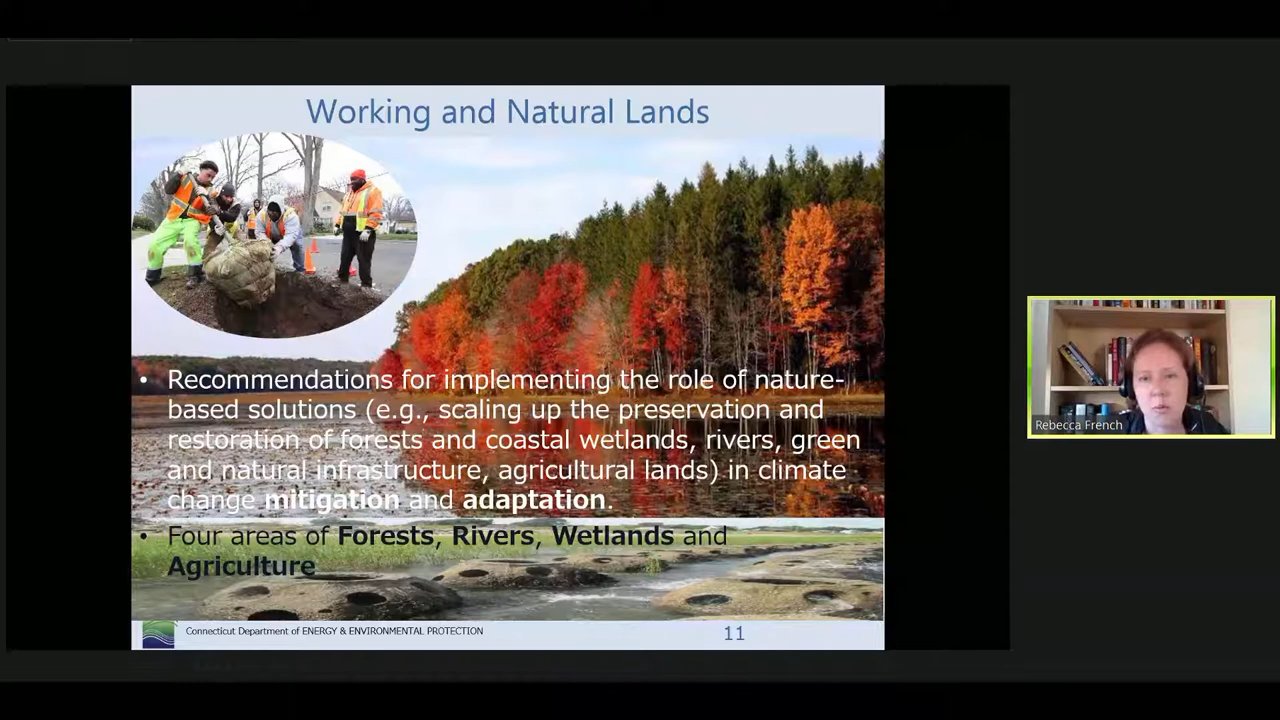 Working and Natural Lands
• Recommendations for implementing the role of nature-
based solutions (e.g., scaling up the preservation and
restoration of forests and coastal wetlands, rivers, green
and natural infrastructure, agricultural lands) in climate
change mitigation and adaptation.
• Four areas of Forests, Rivers, Wetlands and
Agriculture
Connecticut Department of ENERGY & ENVIRONMENTAL PROTECTION
11
Rebecca French